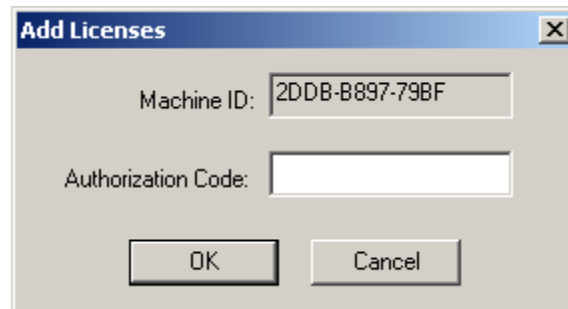 Add Licenses
Machine ID: 2DDB-B897-79BF
Authorization Code:
OK Cancel